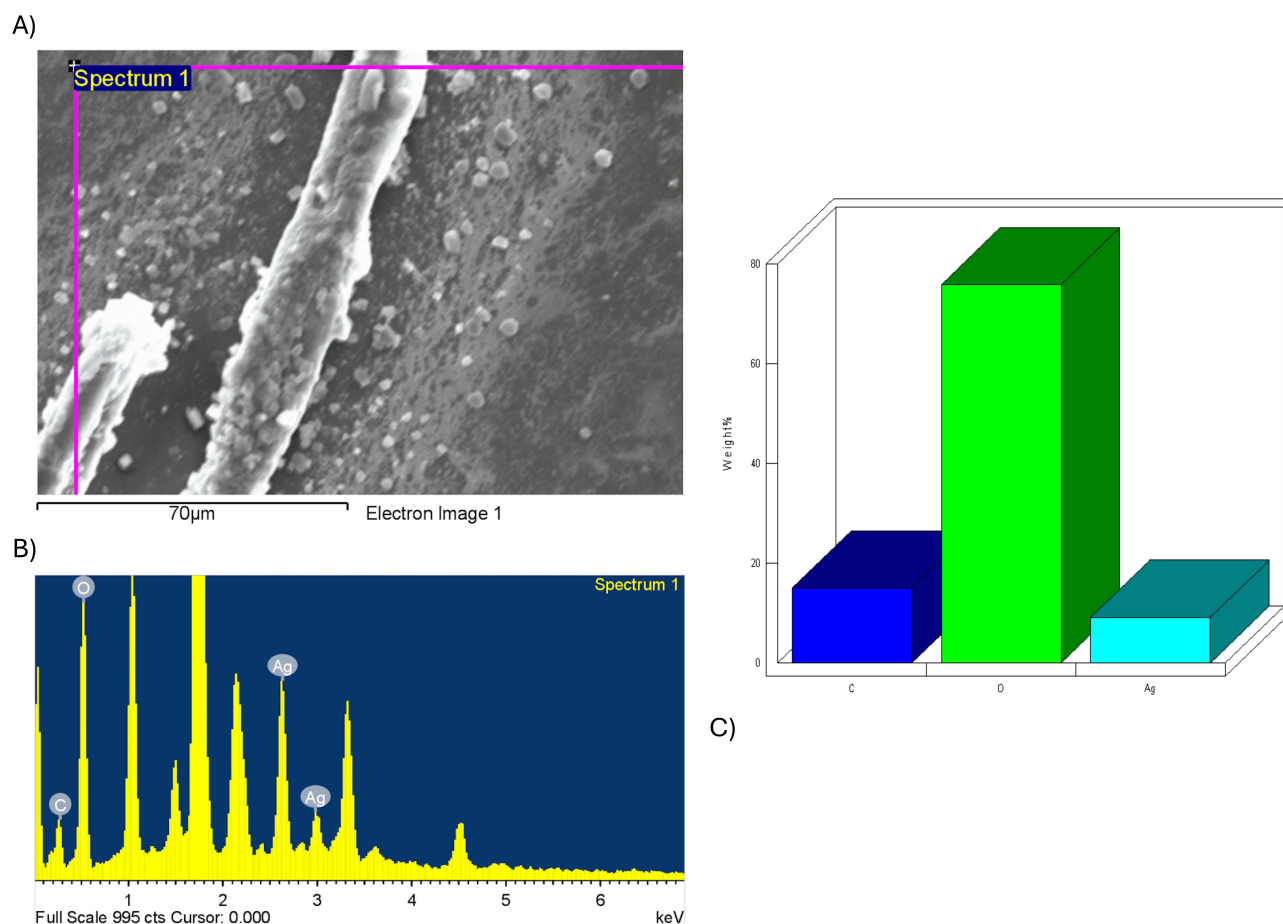 A)
Spectrum 1
70µm
Electron Image 1
B)
Spectrum 1
O
Ag
Ag
C
1 2 3 4 5 6
Full Scale 995 cts Cursor: 0.000 keV
80
60
40
20
0
Weight%
C O Ag
C)